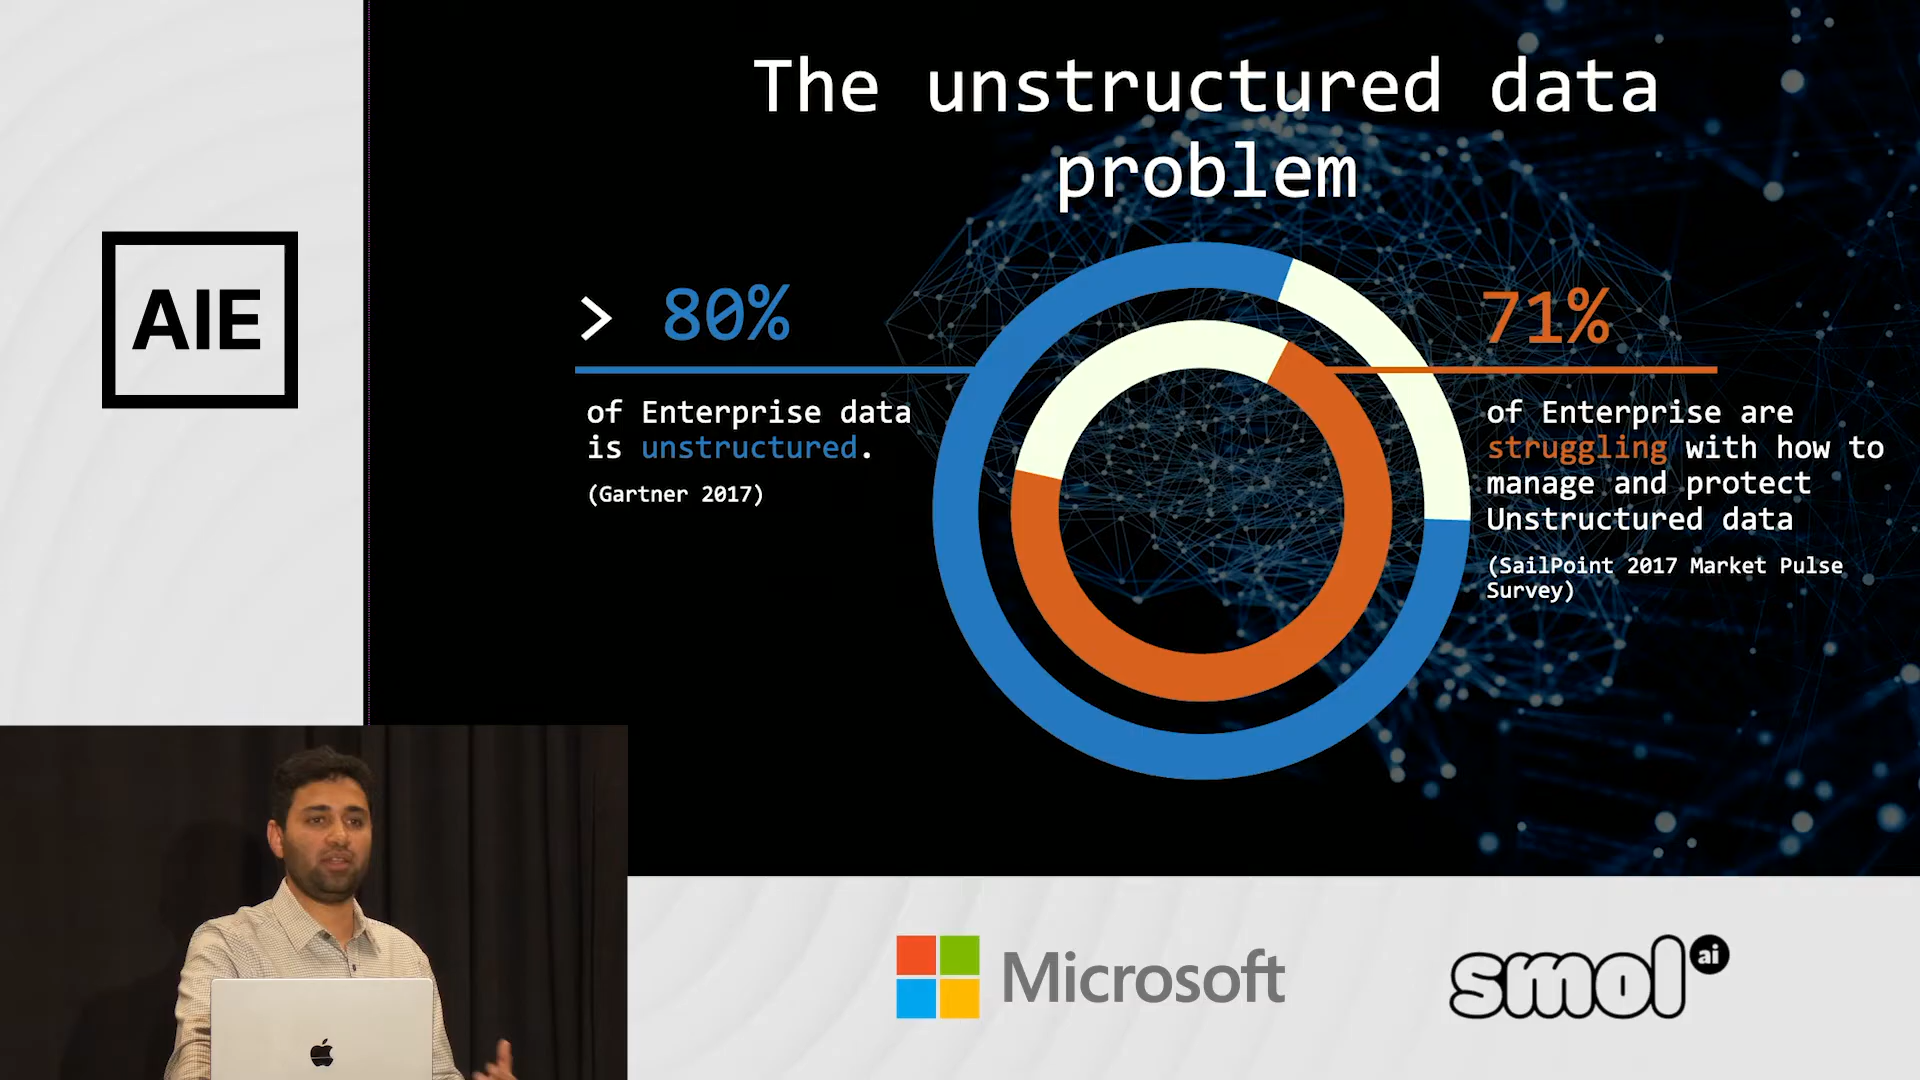 The unstructured data
problem
AIE
> 80%
of Enterprise data
is unstructured.
(Gartner 2017)
71%
of Enterprise are
struggling with how to
manage and protect
Unstructured data
(SailPoint 2017 Market Pulse
Survey)
Microsoft
smol ai